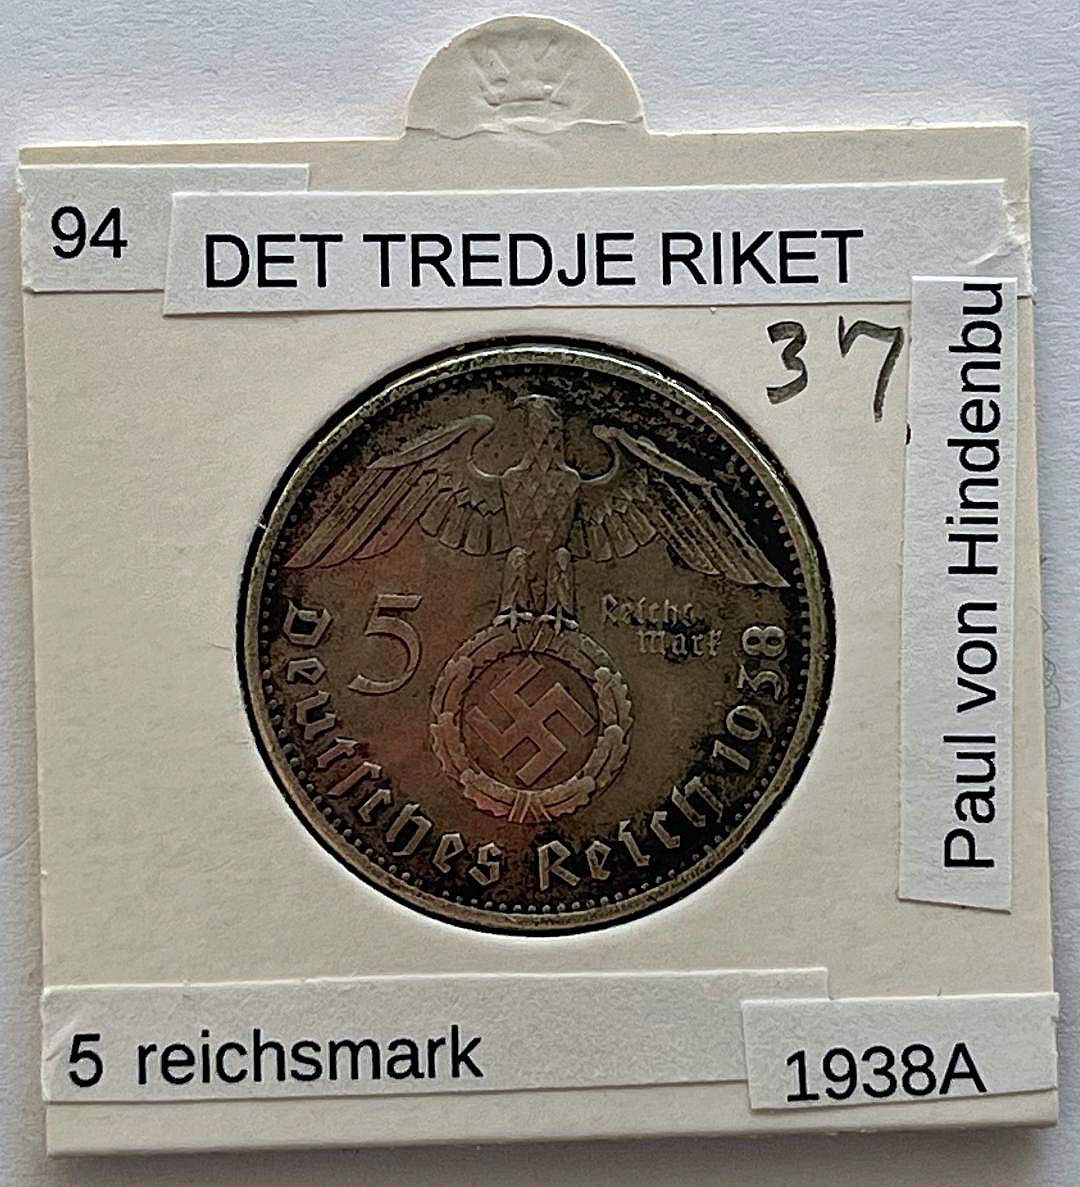 94
DET TREDJE RIKET
37
Paul von Hindenbu
5
Reichs
mark
Deutsches Reich 1938
5 reichsmark
1938A